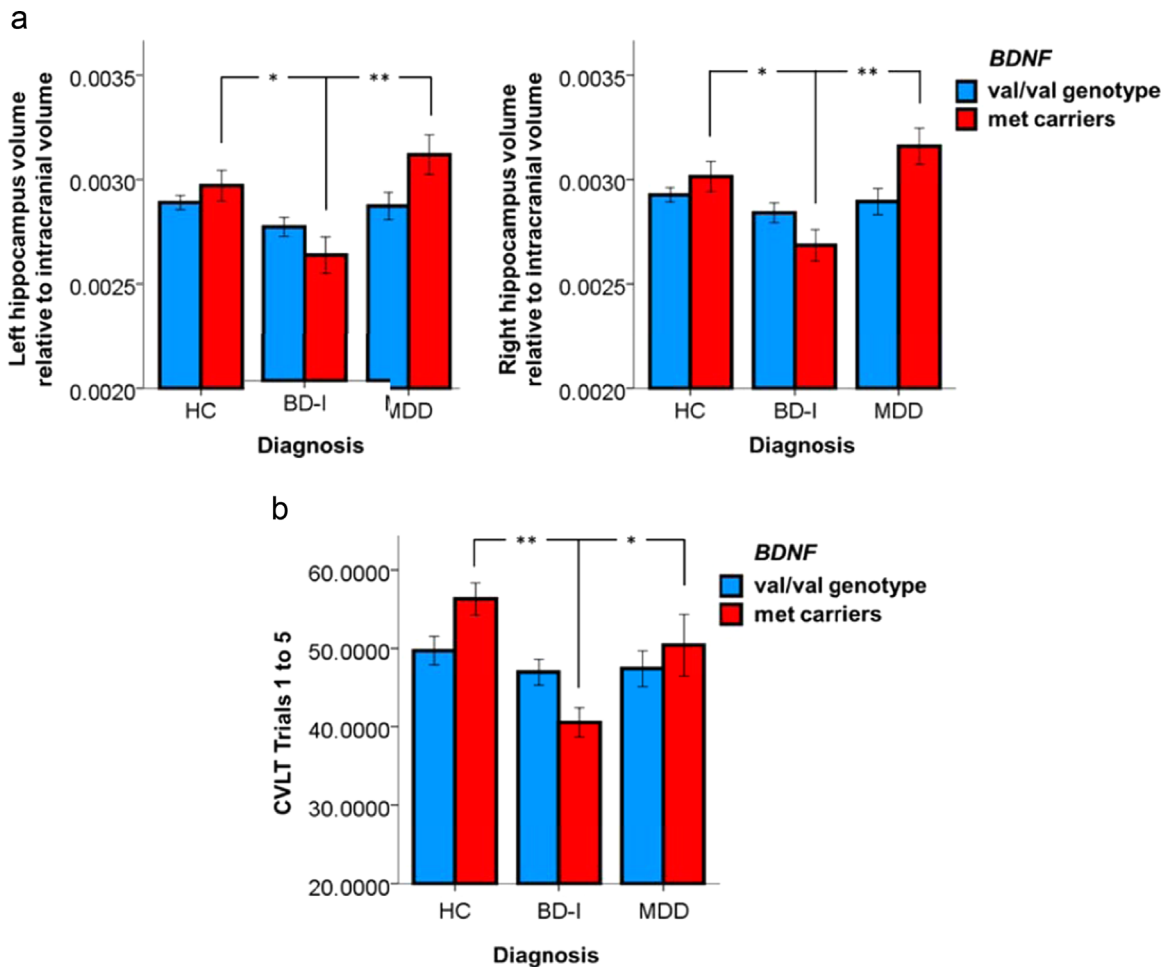 a
Left hippocampus volume
relative to intracranial volume
0.0035
0.0030
0.0025
0.0020
* **
HC BD-I MDD
Diagnosis
Right hippocampus volume
relative to intracranial volume
0.0035
0.0030
0.0025
0.0020
* **
HC BD-I MDD
Diagnosis
BDNF
val/val genotype
met carriers
b
CVLT Trials 1 to 5
60.0000
50.0000
40.0000
30.0000
20.0000
** *
HC BD-I MDD
Diagnosis
BDNF
val/val genotype
met carriers